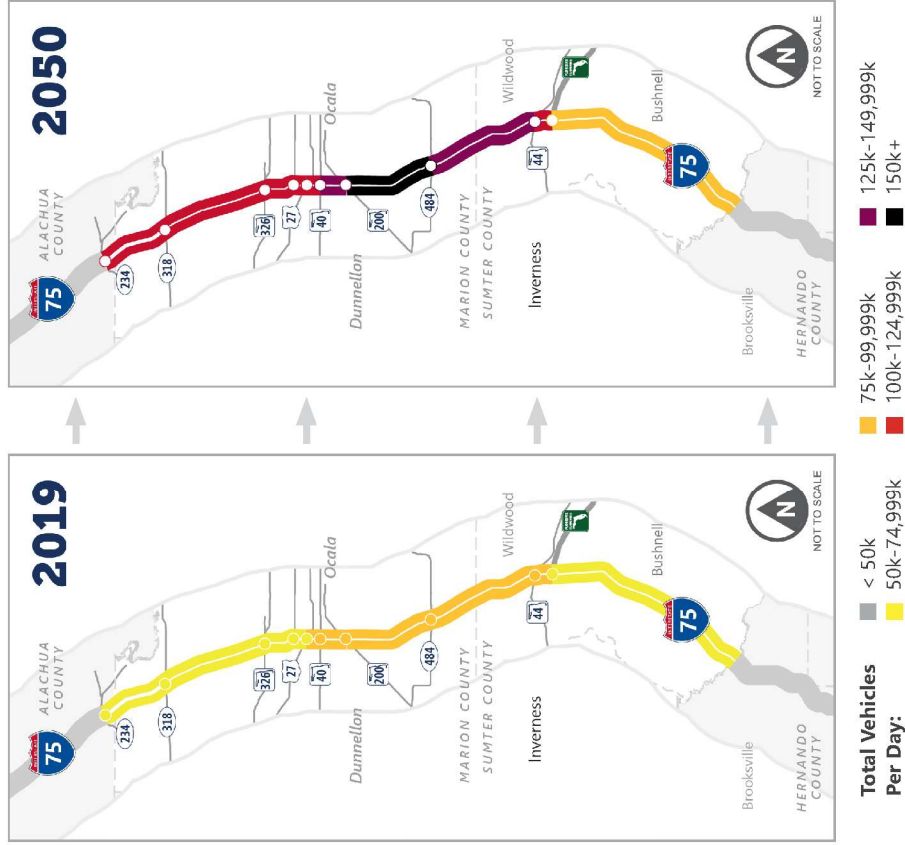 2019
ALACHUA
COUNTY
75
234
318
326
27
40
Ocala
200
Dunnellon
484
MARION COUNTY
SUMTER COUNTY
Wildwood
44
Inverness
Bushnell
75
Brooksville
HERNANDO
COUNTY
N
NOT TO SCALE
2050
ALACHUA
COUNTY
75
234
318
326
27
40
Ocala
200
Dunnellon
484
MARION COUNTY
SUMTER COUNTY
Wildwood
44
Inverness
Bushnell
75
Brooksville
HERNANDO
COUNTY
N
NOT TO SCALE
Total Vehicles
Per Day:
< 50k
50k-74,999k
75k-99,999k
100k-124,999k
125k-149,999k
150k+